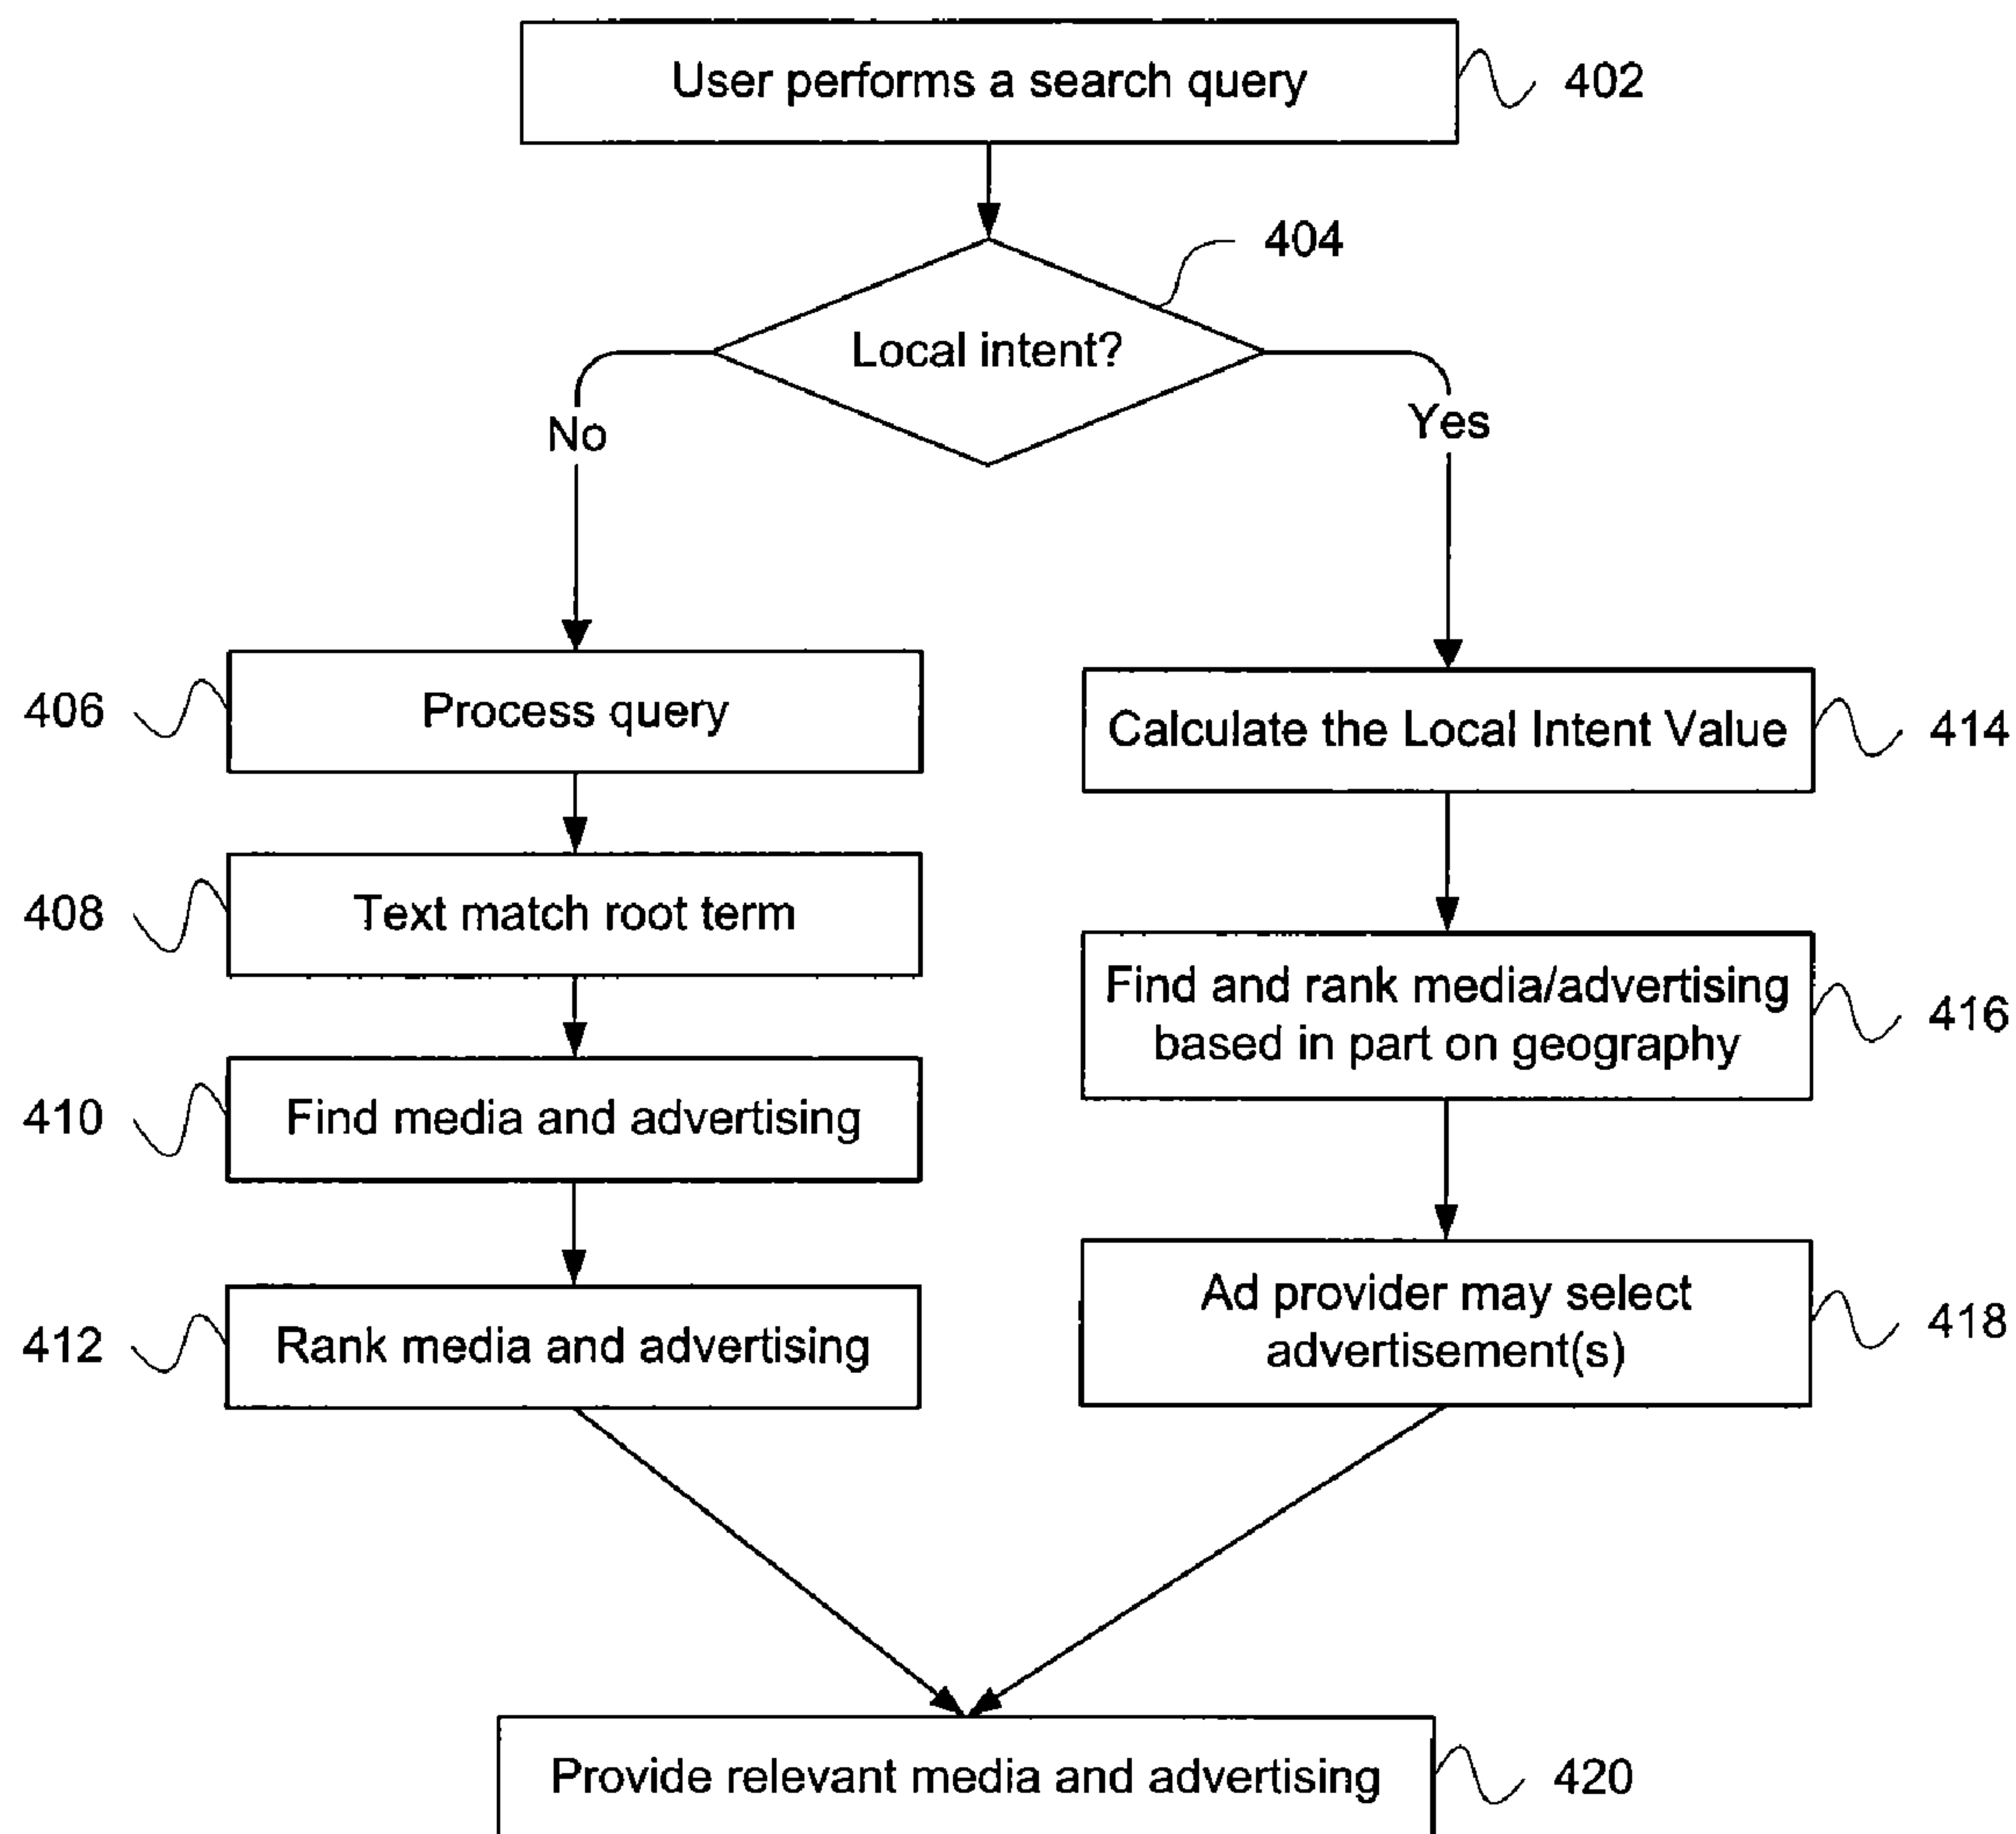 User performs a search query
402
404
Local intent?
No
Yes
406
Process query
Calculate the Local Intent Value
414
408
Text match root term
Find and rank media/advertising
based in part on geography
416
410
Find media and advertising
Ad provider may select
advertisement(s)
418
412
Rank media and advertising
Provide relevant media and advertising
420